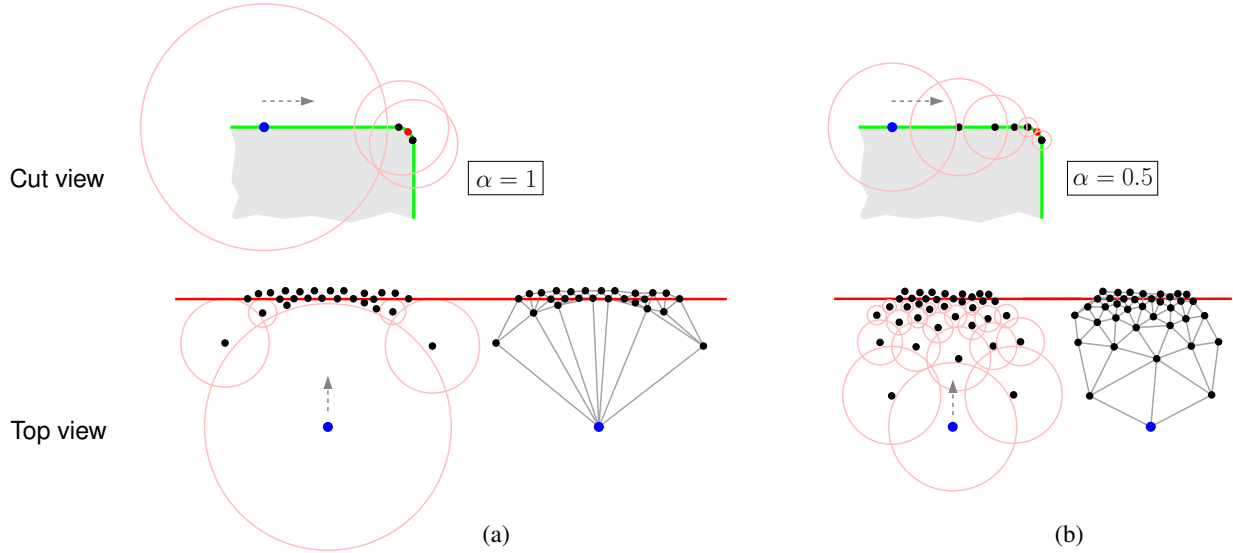 Cut view
α = 1
α = 0.5
Top view
(a)
(b)